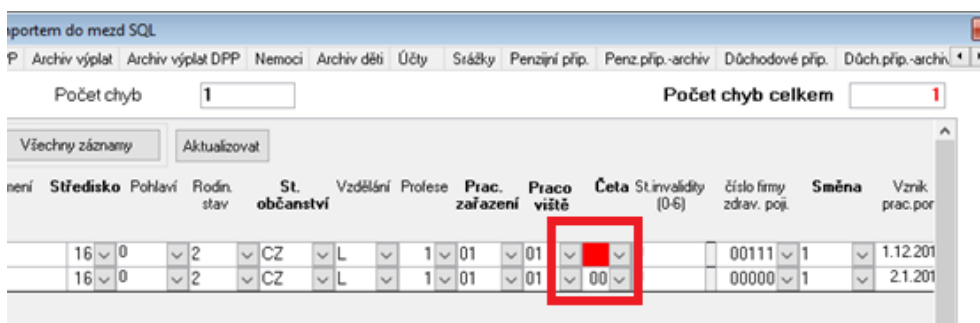 mportem do mezd SQL
P Archiv výplat Archiv výplat DPP Nemoci Archiv děti Účty Srážky Penzijní přip. Penz.přip.-archiv Důchodové přip. Důch.přip.-archiv
Počet chyb 1 Počet chyb celkem 1
Všechny záznamy Aktualizovat
mení Středisko Pohlaví Rodin. stav St. občanství Vzdělání Profese Prac. zařazení Praco viště Četa St.invalidity (0-6) číslo firmy zdrav. poji. Směna Vznik prac.por
16 0 2 CZ L 1 01 01 00111 1 1.12.201
16 0 2 CZ L 1 01 01 00 00000 1 2.1.201